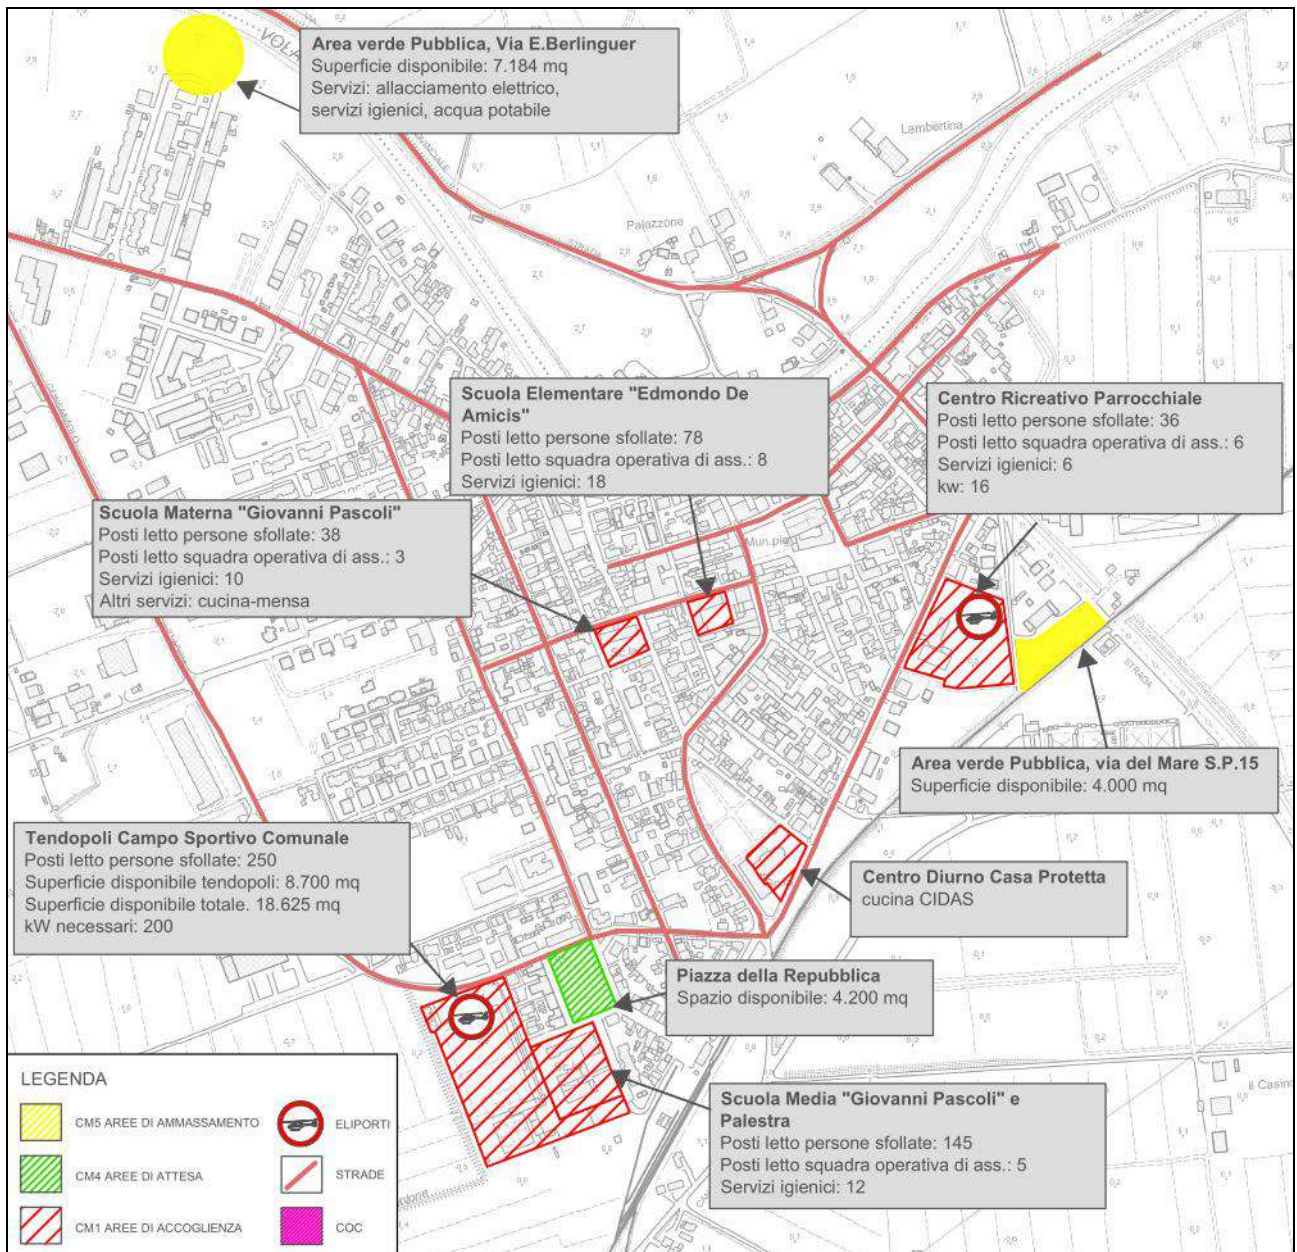 VOLA
Area verde Pubblica, Via E.Berlinguer
Superficie disponibile: 7.184 mq
Servizi: allacciamento elettrico,
servizi igienici, acqua potabile
Lambertina
Palazzone
STRADA
Scuola Elementare "Edmondo De
Amicis"
Posti letto persone sfollate: 78
Posti letto squadra operativa di ass.: 8
Servizi igienici: 18
Centro Ricreativo Parrocchiale
Posti letto persone sfollate: 36
Posti letto squadra operativa di ass.: 6
Servizi igienici: 6
kw: 16
Scuola Materna "Giovanni Pascoli"
Posti letto persone sfollate: 38
Posti letto squadra operativa di ass.: 3
Servizi igienici: 10
Altri servizi: cucina-mensa
Mun.pio
STRADA
Area verde Pubblica, via del Mare S.P.15
Superficie disponibile: 4.000 mq
Tendopoli Campo Sportivo Comunale
Posti letto persone sfollate: 250
Superficie disponibile tendopoli: 8.700 mq
Superficie disponibile totale. 18.625 mq
kW necessari: 200
Centro Diurno Casa Protetta
cucina CIDAS
Piazza della Repubblica
Spazio disponibile: 4.200 mq
Il Casino
Scuola Media "Giovanni Pascoli" e
Palestra
Posti letto persone sfollate: 145
Posti letto squadra operativa di ass.: 5
Servizi igienici: 12
LEGENDA
CM5 AREE DI AMMASSAMENTO
ELIPORTI
CM4 AREE DI ATTESA
STRADE
CM1 AREE DI ACCOGLIENZA
COC